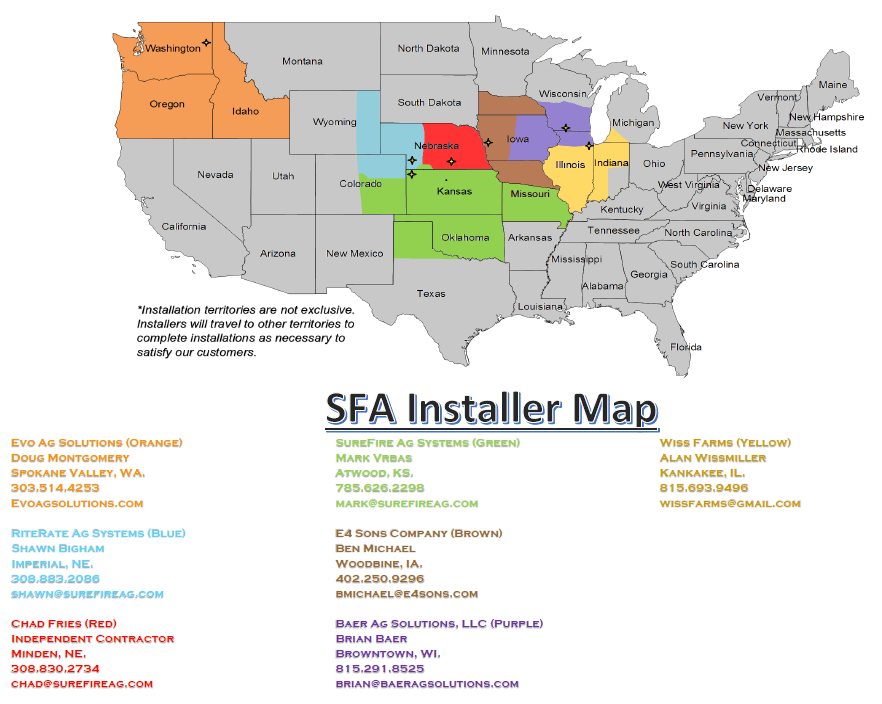 Washington
Montana
North Dakota
Minnesota
Maine
Oregon
Idaho
Wyoming
South Dakota
Wisconsin
Michigan
Vermont
New Hampshire
New York
Massachusetts
Connecticut
Rhode Island
Nevada
Utah
Colorado
Nebraska
Iowa
Illinois
Indiana
Ohio
Pennsylvania
New Jersey
California
Kansas
Missouri
Kentucky
West Virginia
Virginia
Delaware
Maryland
Arizona
New Mexico
Oklahoma
Arkansas
Tennessee
North Carolina
South Carolina
Texas
Louisiana
Mississippi
Alabama
Georgia
Florida
*Installation territories are not exclusive.
Installers will travel to other territories to
complete installations as necessary to
satisfy our customers.
SFA Installer Map
Evo Ag Solutions (Orange)
Doug Montgomery
Spokane Valley, WA.
303.514.4253
Evoagsolutions.com
RiteRate Ag Systems (Blue)
Shawn Bigham
Imperial, NE.
308.883.2086
shawn@surefireag.com
Chad Fries (Red)
Independent Contractor
Minden, NE.
308.830.2734
chad@surefireag.com
SureFire Ag Systems (Green)
Mark Vrbas
Atwood, KS.
785.626.2298
mark@surefireag.com
E4 Sons Company (Brown)
Ben Michael
Woodbine, IA.
402.250.9296
bmichael@e4sons.com
Baer Ag Solutions, LLC (Purple)
Brian Baer
Browntown, WI.
815.291.8525
brian@baeragsolutions.com
Wiss Farms (Yellow)
Alan Wissmiller
Kankakee, IL.
815.693.9496
wissfarms@gmail.com